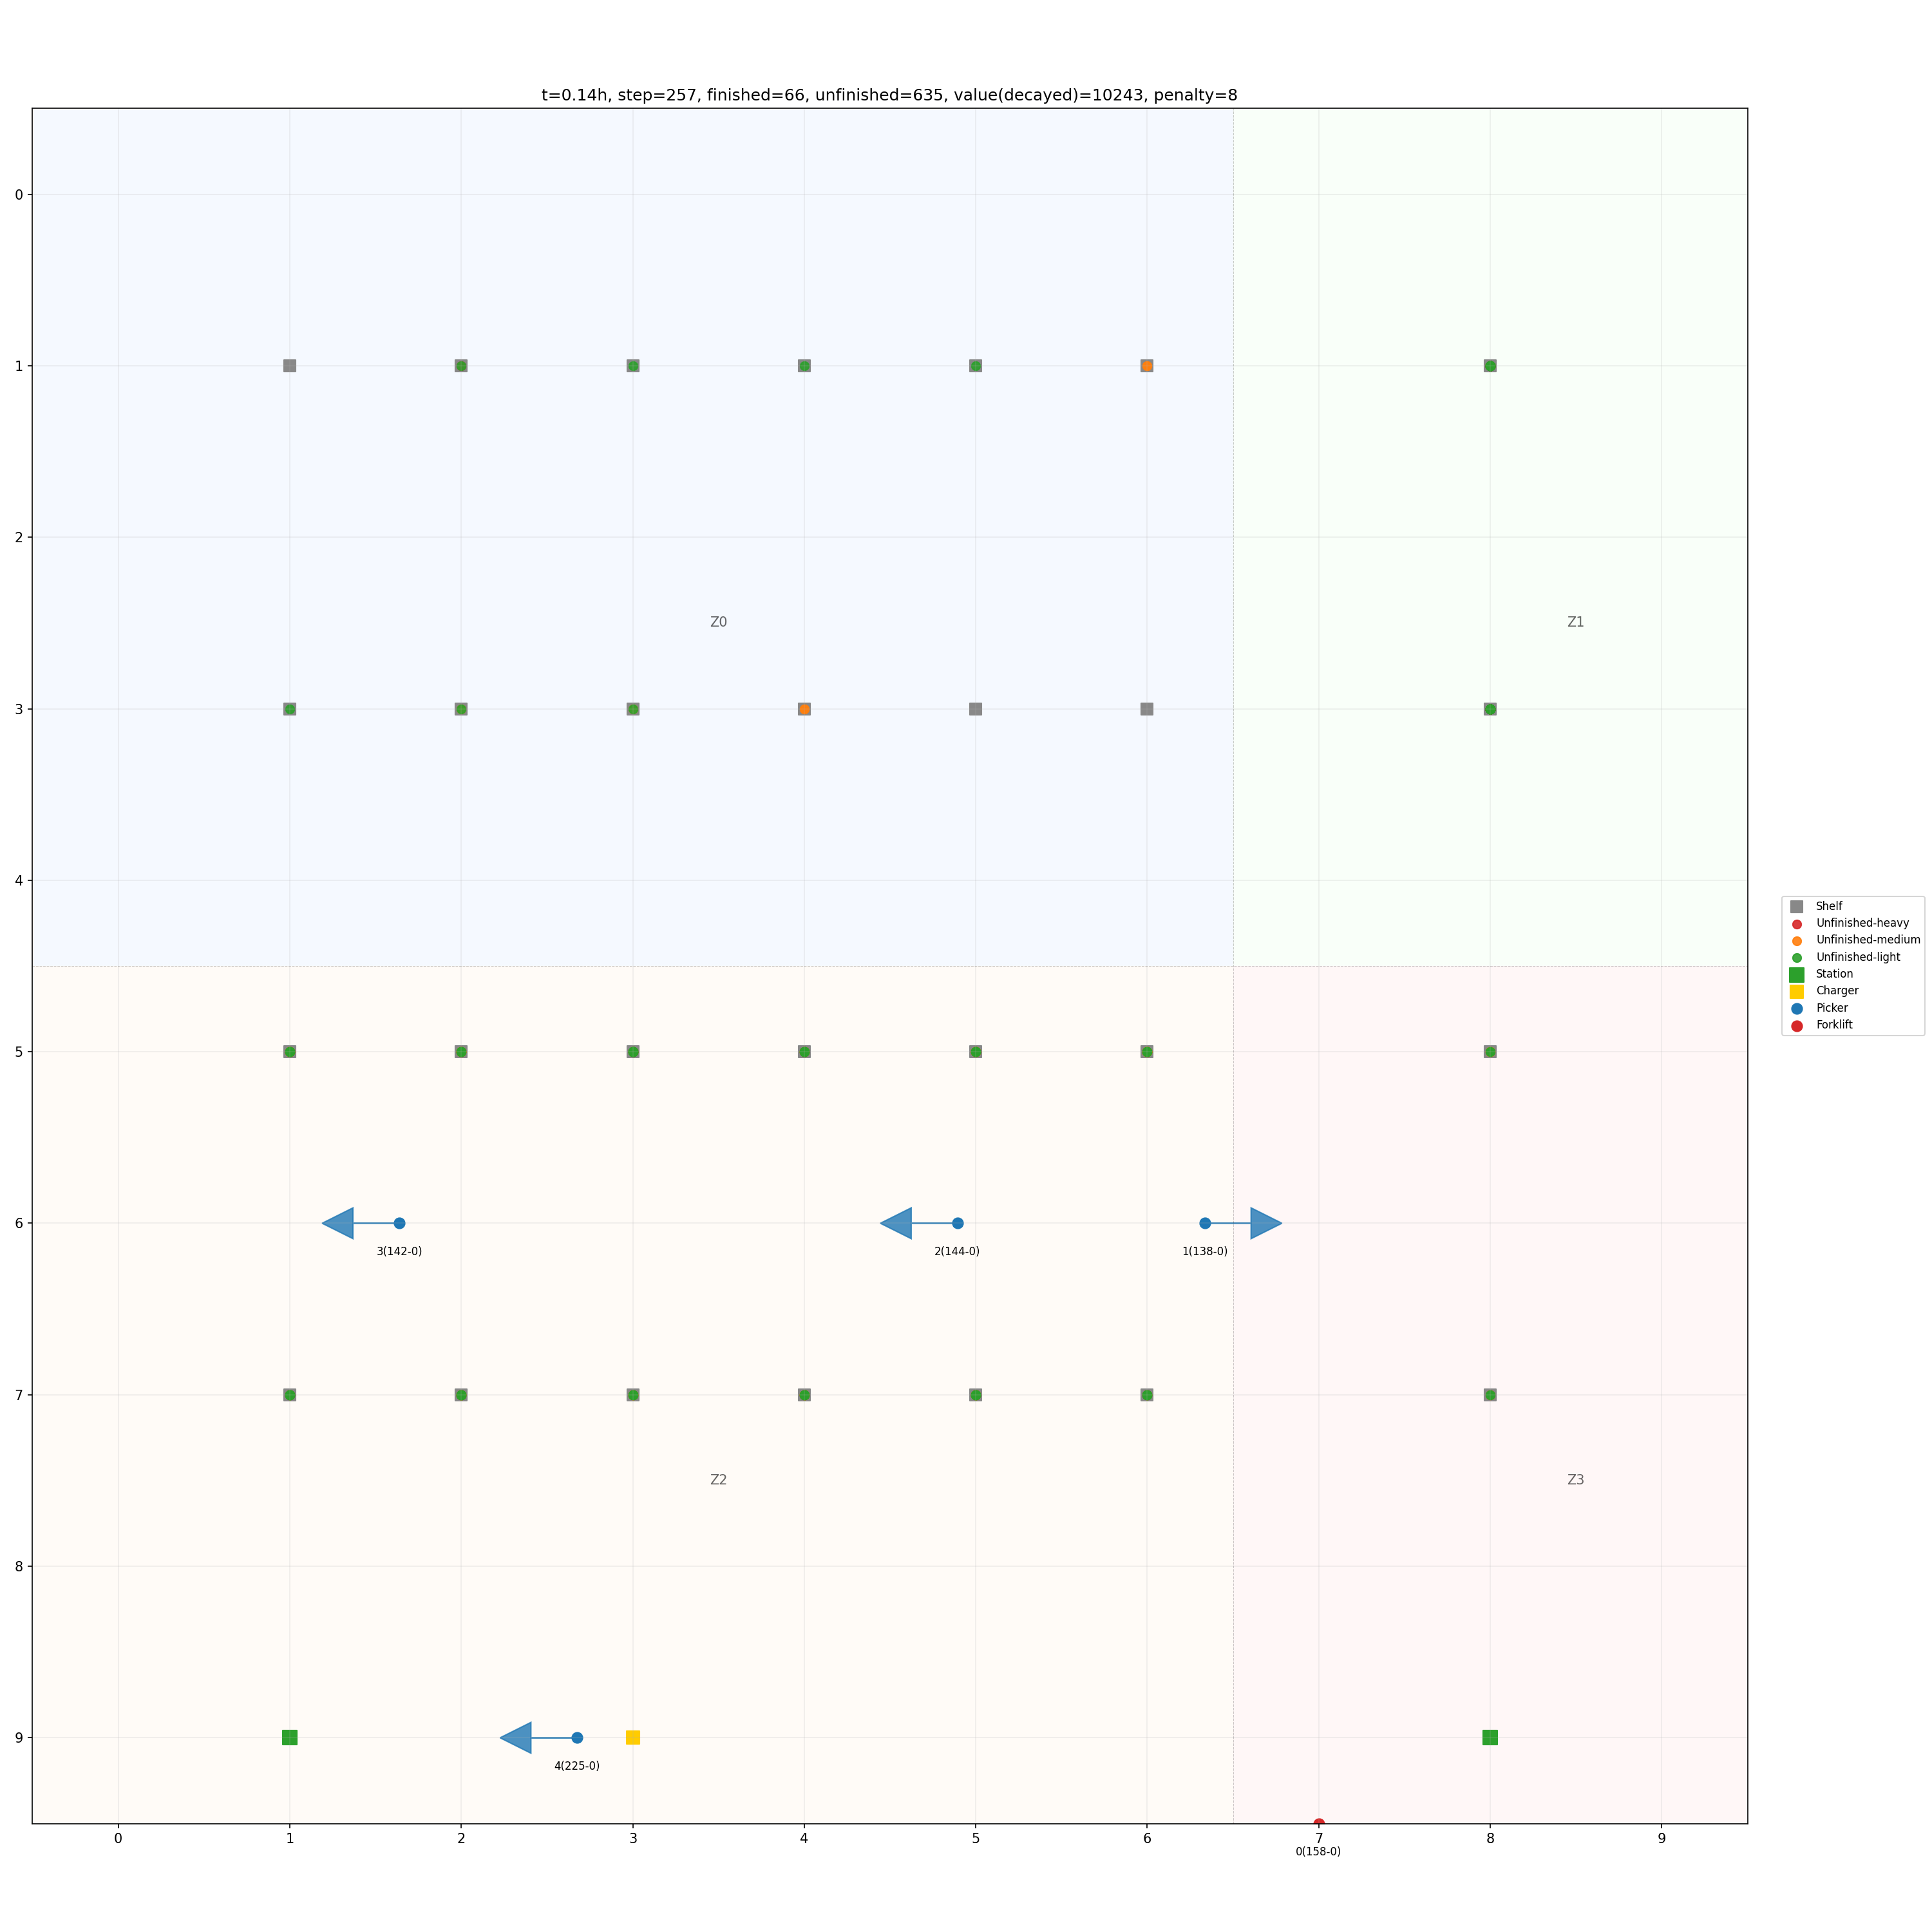 t=0.14h, step=257, finished=66, unfinished=635, value(decayed)=10243, penalty=8
0
1
2
Z0
Z1
3
4
Shelf
Unfinished-heavy
Unfinished-medium
Unfinished-light
Station
Charger
Picker
Forklift
5
6
3(142-0)
2(144-0)
1(138-0)
7
Z2
Z3
8
9
4(225-0)
0 1 2 3 4 5 6 7 8 9
0(158-0)